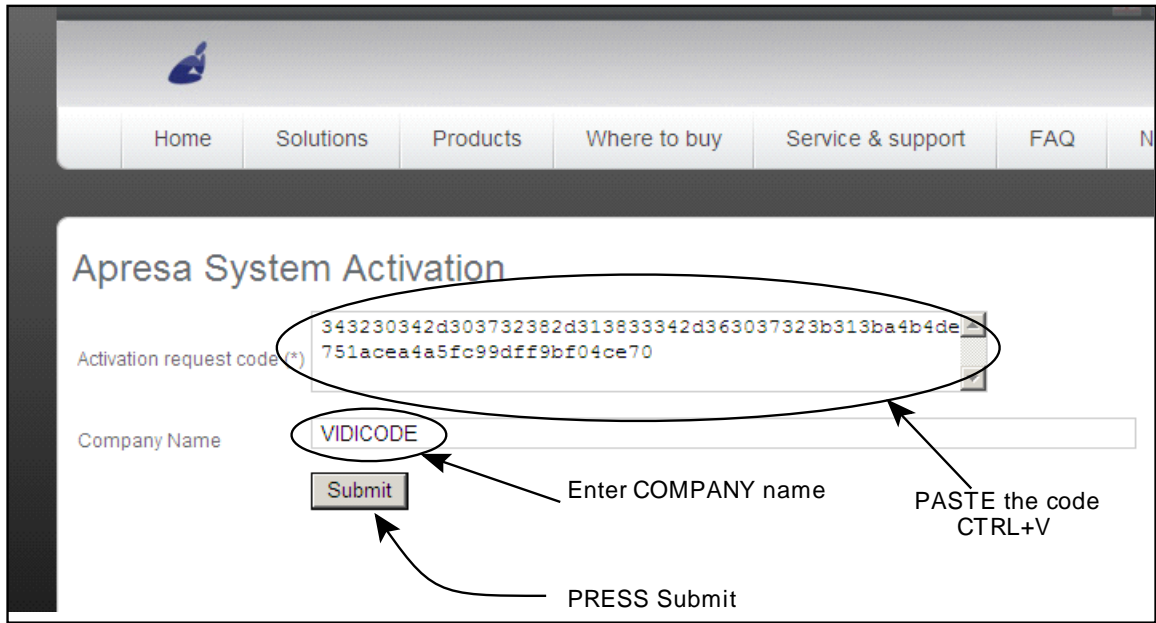 Home Solutions Products Where to buy Service & support FAQ N
Apresa System Activation
Activation request code (*)
343230342d303732382d313833342d363037323b313ba4b4de
751acea4a5fc99dff9bf04ce70
Company Name VIDICODE
Submit
Enter COMPANY name
PASTE the code
CTRL+V
PRESS Submit